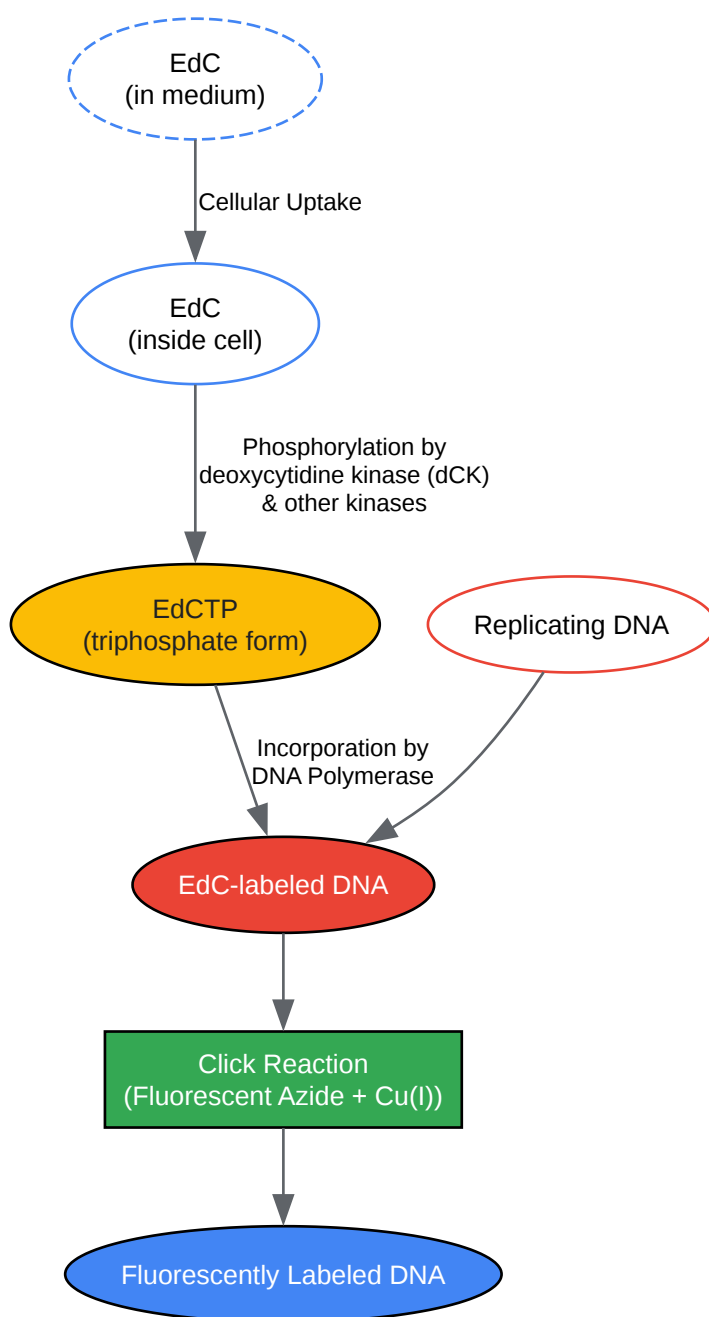 EdC
(in medium)
Cellular Uptake
EdC
(inside cell)
Phosphorylation by
deoxycytidine kinase (dCK)
& other kinases
EdCTP
(triphosphate form)
Replicating DNA
Incorporation by
DNA Polymerase
EdC-labeled DNA
Click Reaction
(Fluorescent Azide + Cu(I))
Fluorescently Labeled DNA